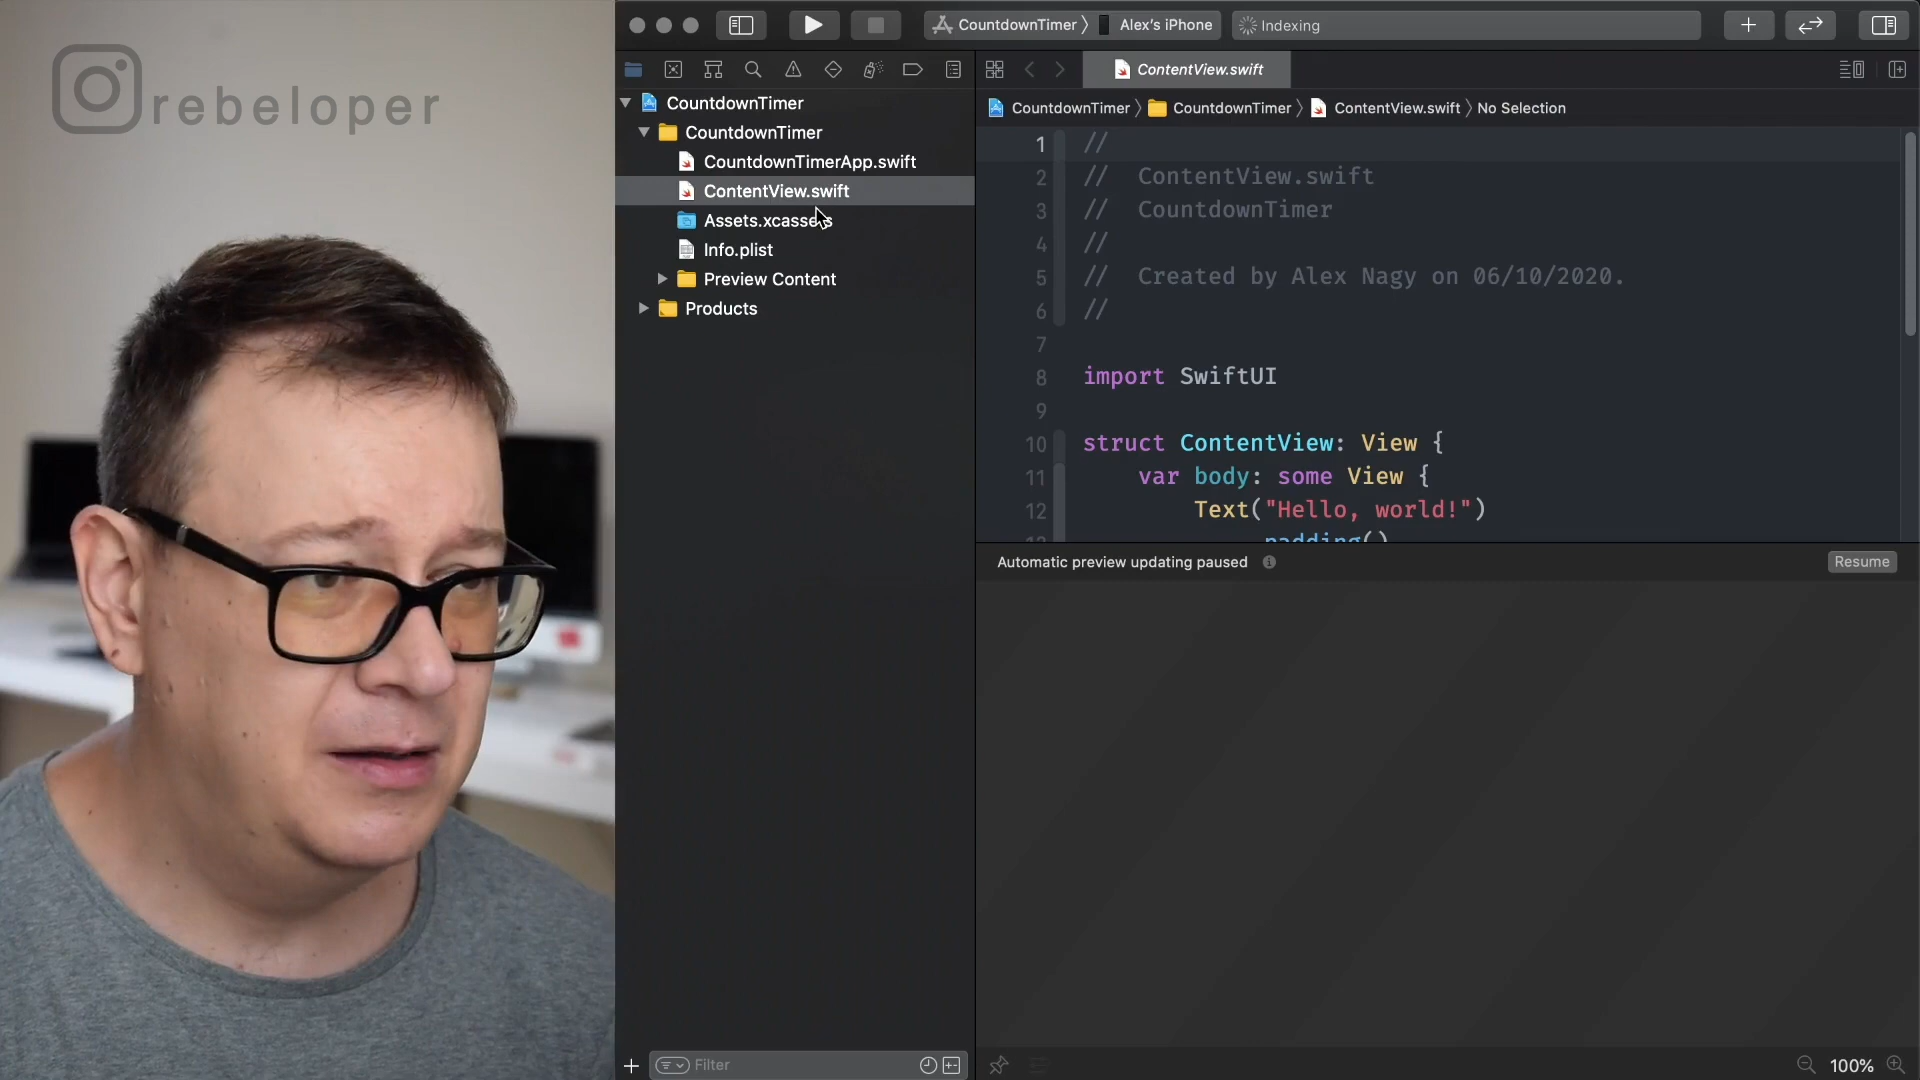 rebeloper
CountdownTimer 〉 Alex's iPhone
Indexing
ContentView.swift
CountdownTimer
CountdownTimer
CountdownTimerApp.swift
ContentView.swift
Assets.xcassets
Info.plist
Preview Content
Products
Filter
CountdownTimer 〉 CountdownTimer 〉 ContentView.swift 〉 No Selection
1 //
2 // ContentView.swift
3 // CountdownTimer
4 //
5 // Created by Alex Nagy on 06/10/2020.
6 //
7
8 import SwiftUI
9
10 struct ContentView: View {
11 var body: some View {
12 Text("Hello, world!")
13 .padding()
Automatic preview updating paused
Resume
100%